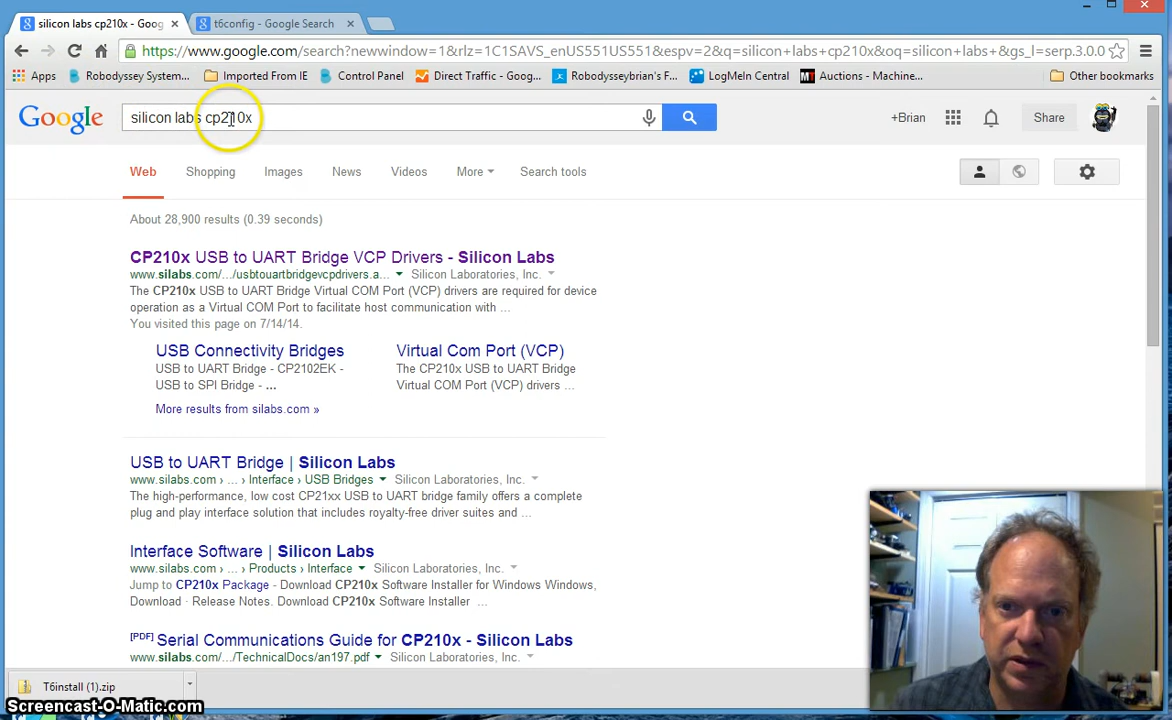 silicon labs cp210x - Goog
t6config - Google Search
https://www.google.com/search?newwindow=1&rlz=1C1SAVS_enUS551US551&espv=2&q=silicon+labs+cp210x&oq=silicon+labs+&gs_l=serp.3.0.0
Apps
Robodyssey System...
Imported From IE
Control Panel
Direct Traffic - Goog...
Robodysseybrian's F...
LogMeIn Central
Auctions - Machine...
Other bookmarks
Google
silicon labs cp210x
+Brian
Share
Web
Shopping
Images
News
Videos
More
Search tools
About 28,900 results (0.39 seconds)
CP210x USB to UART Bridge VCP Drivers - Silicon Labs
www.silabs.com/.../usbtouartbridgevcpdrivers.a... Silicon Laboratories, Inc.
The CP210x USB to UART Bridge Virtual COM Port (VCP) drivers are required for device
operation as a Virtual COM Port to facilitate host communication with ...
You visited this page on 7/14/14.
USB Connectivity Bridges
USB to UART Bridge - CP2102EK -
USB to SPI Bridge - ...
Virtual Com Port (VCP)
The CP210x USB to UART Bridge
Virtual COM Port (VCP) drivers ...
More results from silabs.com »
USB to UART Bridge | Silicon Labs
www.silabs.com › ... › Interface › USB Bridges Silicon Laboratories, Inc.
The high-performance, low cost CP21xx USB to UART bridge family offers a complete
plug and play interface solution that includes royalty-free driver suites and ...
Interface Software | Silicon Labs
www.silabs.com › ... › Products › Interface Silicon Laboratories, Inc.
Jump to CP210x Package - Download CP210x Software Installer for Windows Windows,
Download · Release Notes. Download CP210x Software Installer ...
[PDF] Serial Communications Guide for CP210x - Silicon Labs
www.silabs.com/.../TechnicalDocs/an197.pdf Silicon Laboratories, Inc.
T6install (1).zip
Screencast-O-Matic.com